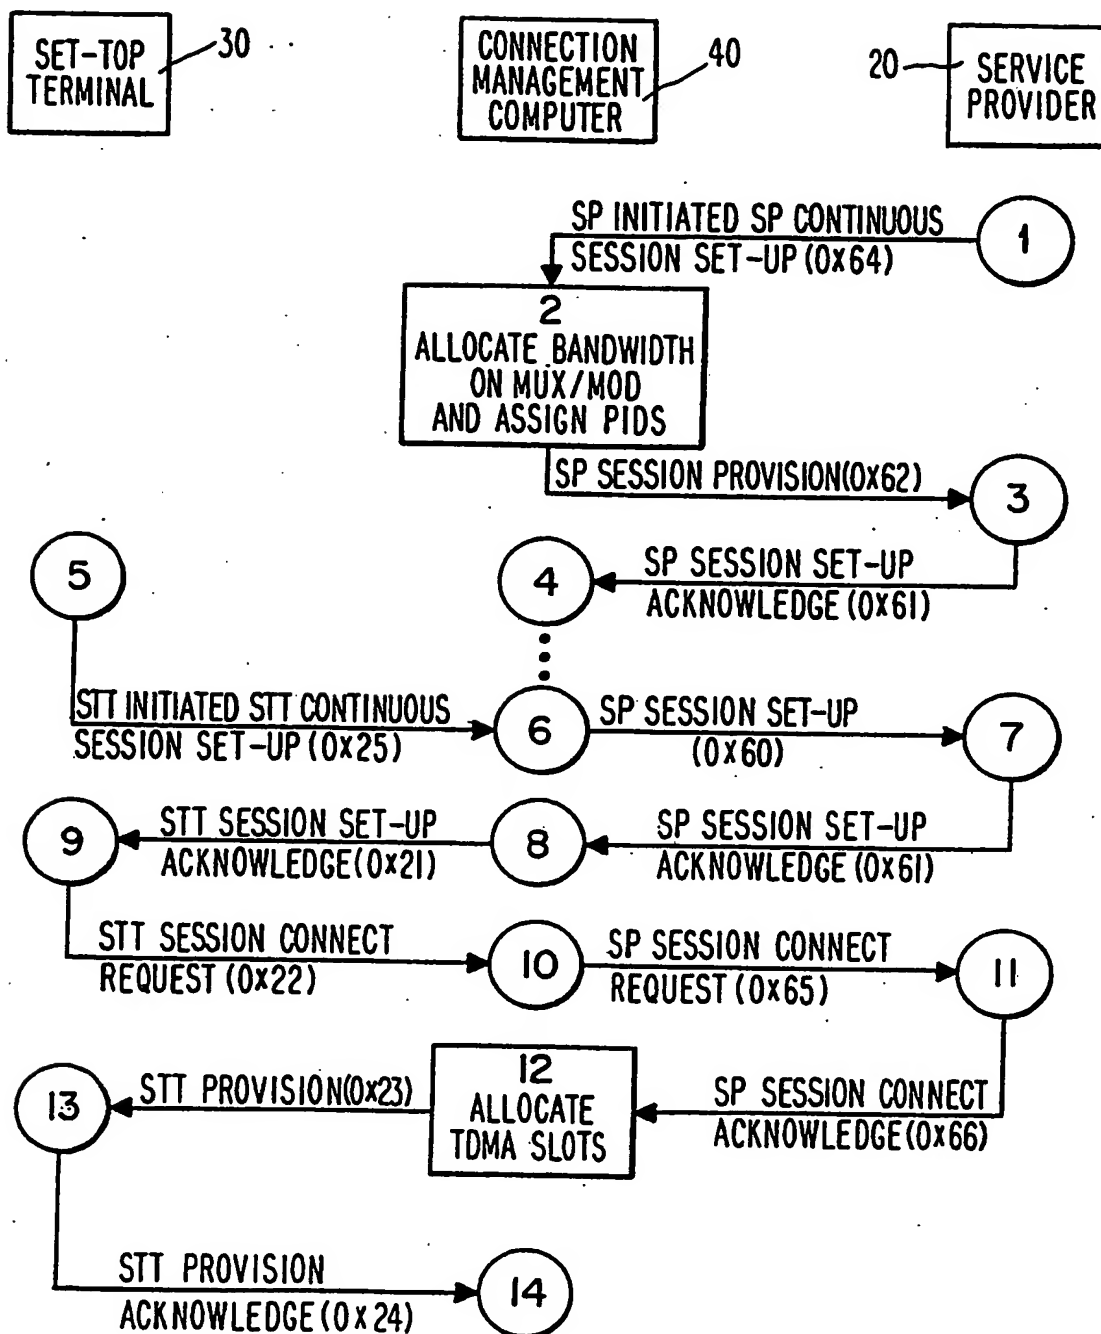 SET-TOP
TERMINAL
30
CONNECTION
MANAGEMENT
COMPUTER
40
20
SERVICE
PROVIDER
SP INITIATED SP CONTINUOUS
SESSION SET-UP (0X64)
1
2
ALLOCATE BANDWIDTH
ON MUX/MOD
AND ASSIGN PIDS
SP SESSION PROVISION(0X62)
3
5
4
SP SESSION SET-UP
ACKNOWLEDGE (0X61)
STT INITIATED STT CONTINUOUS
SESSION SET-UP (0X25)
6
SP SESSION SET-UP
(0X60)
7
9
STT SESSION SET-UP
ACKNOWLEDGE(0X21)
8
SP SESSION SET-UP
ACKNOWLEDGE (0X61)
STT SESSION CONNECT
REQUEST (0X22)
10
SP SESSION CONNECT
REQUEST (0X65)
11
13
STT PROVISION(0X23)
12
ALLOCATE
TDMA SLOTS
SP SESSION CONNECT
ACKNOWLEDGE(0X66)
STT PROVISION
ACKNOWLEDGE(0X24)
14